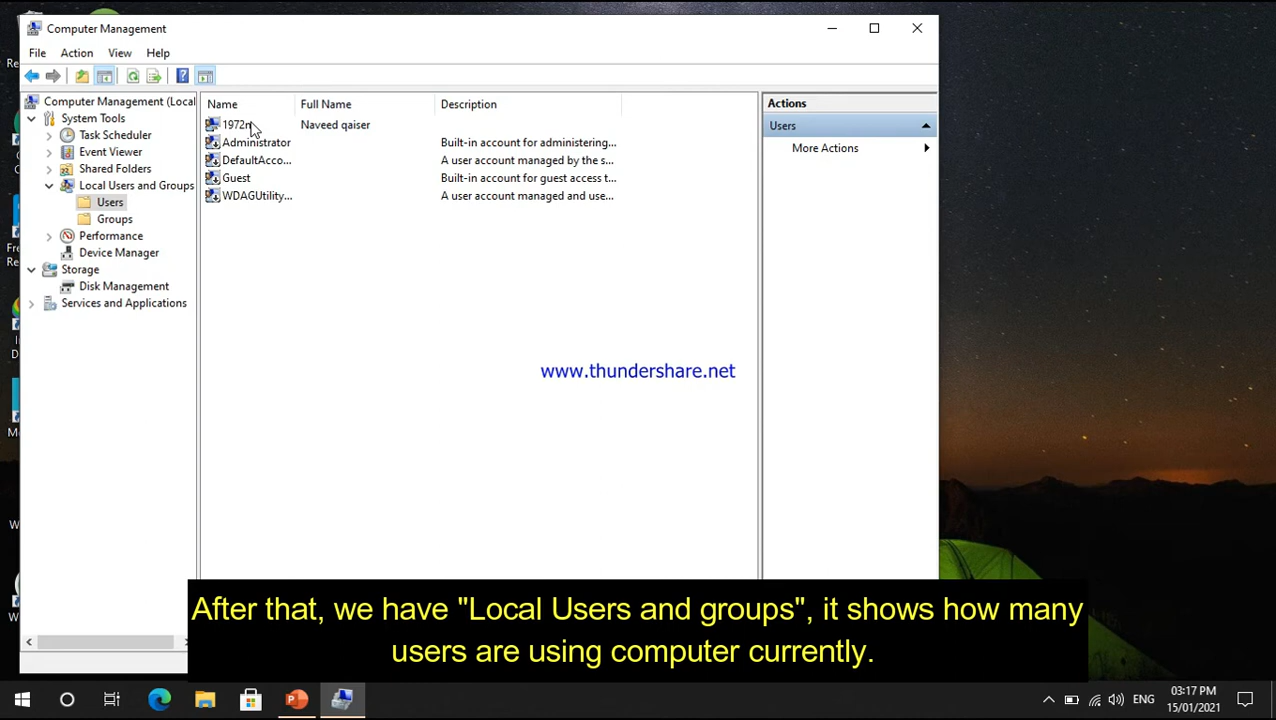 Computer Management
File Action View Help
Computer Management (Local
System Tools
Task Scheduler
Event Viewer
Shared Folders
Local Users and Groups
Users
Groups
Performance
Device Manager
Storage
Disk Management
Services and Applications
Name Full Name Description
1972n Naveed qaiser
Administrator Built-in account for administering...
DefaultAcco... A user account managed by the s...
Guest Built-in account for guest access t...
WDAGUtility... A user account managed and use...
Actions
Users
More Actions
www.thundershare.net
After that, we have "Local Users and groups", it shows how many
users are using computer currently.
ENG
03:17 PM
15/01/2021